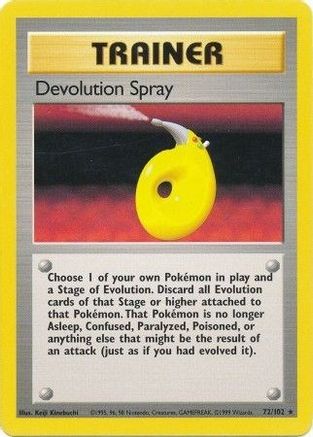 TRAINER
Devolution Spray
Choose 1 of your own Pokémon in play and
a Stage of Evolution. Discard all Evolution
cards of that Stage or higher attached to
that Pokémon. That Pokémon is no longer
Asleep, Confused, Paralyzed, Poisoned, or
anything else that might be the result of
an attack (just as if you had evolved it).
Illus. Keiji Kinebuchi ©1995, 96, 98 Nintendo, Creatures, GAMEFREAK. ©1999 Wizards. 72/102 ★